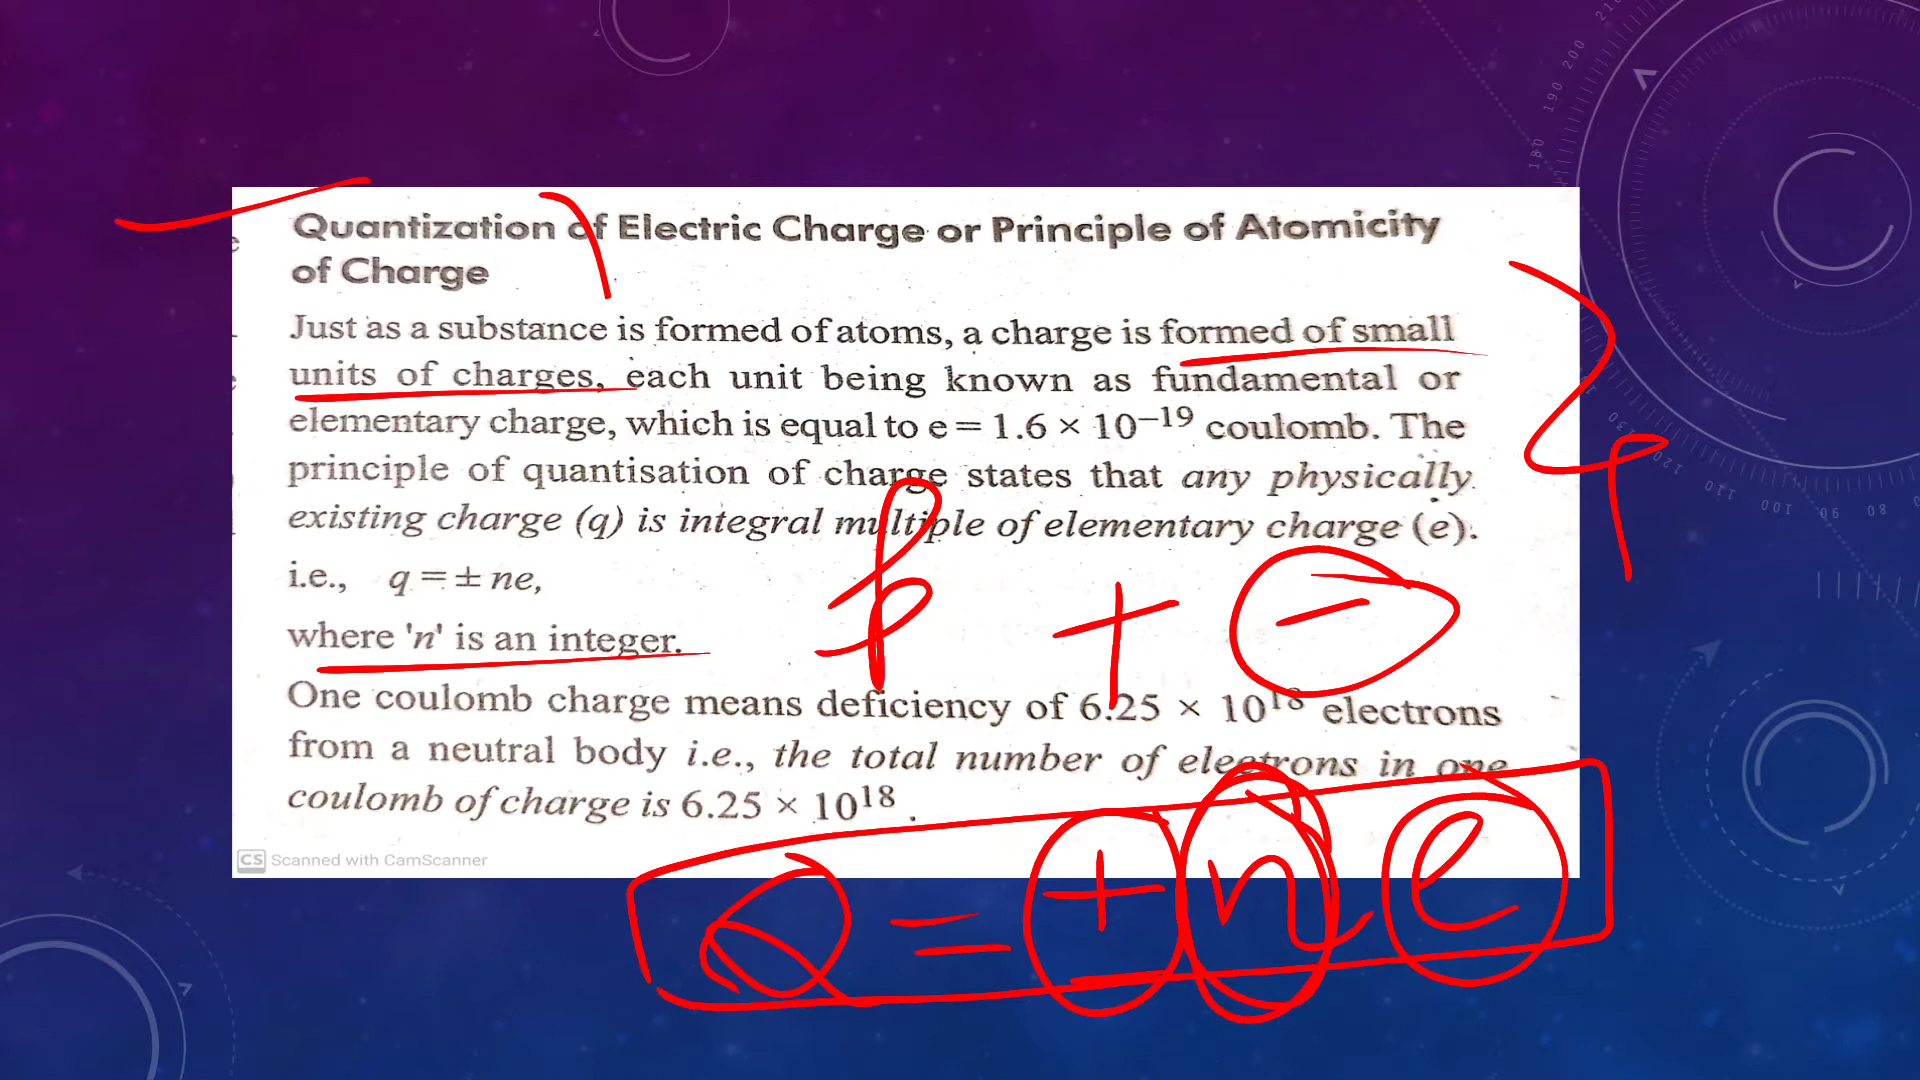 Quantization of Electric Charge or Principle of Atomicity
of Charge
Just as a substance is formed of atoms, a charge is formed of small
units of charges, each unit being known as fundamental or
elementary charge, which is equal to e = 1.6 × 10⁻¹⁹ coulomb. The
principle of quantisation of charge states that any physically
existing charge (q) is integral multiple of elementary charge (e).
i.e., q = ± ne,
where 'n' is an integer.
+ −
One coulomb charge means deficiency of 6.25 × 10¹⁸ electrons
from a neutral body i.e., the total number of electrons in one
coulomb of charge is 6.25 × 10¹⁸ .
CS Scanned with CamScanner
Q = ± n e